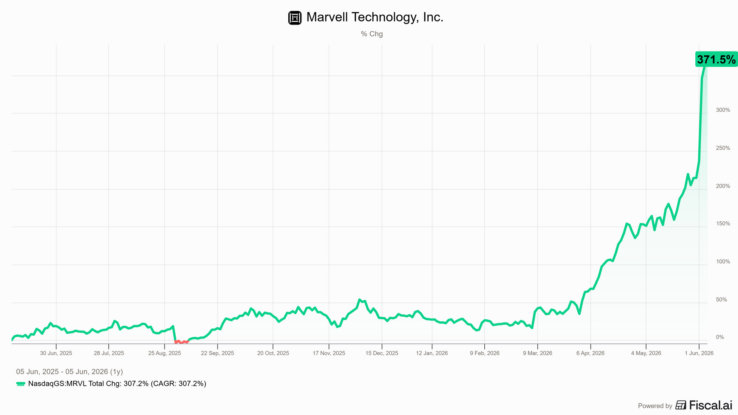 Marvell Technology, Inc.
% Chg
371.5%
300%
250%
200%
150%
100%
50%
0%
30 Jun, 2025 28 Jul, 2025 25 Aug, 2025 22 Sep, 2025 20 Oct, 2025 17 Nov, 2025 15 Dec, 2025 12 Jan, 2026 9 Feb, 2026 9 Mar, 2026 6 Apr, 2026 4 May, 2026 1 Jun, 2026
05 Jun, 2025 - 05 Jun, 2026 (1y)
NasdaqGS:MRVL Total Chg: 307.2% (CAGR: 307.2%)
Powered by Fiscal.ai